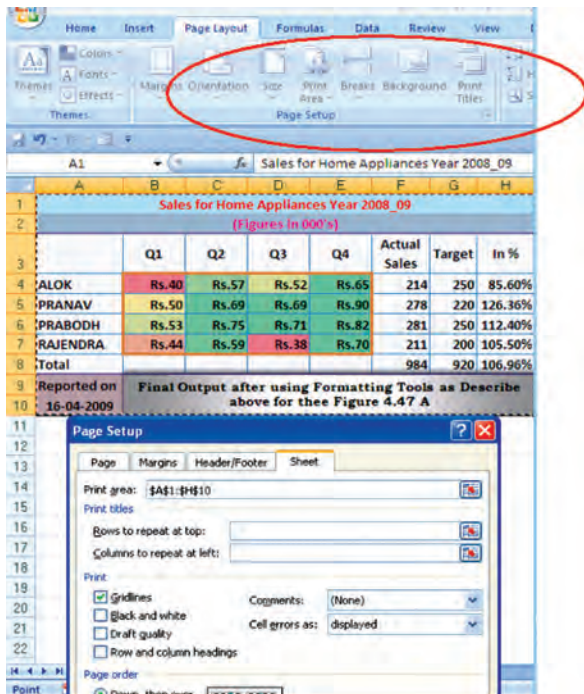 Home Insert Page Layout Formulas Data Review View
Aa Colors
A Fonts
Themes Effects
Margins Orientation Size Print Area Breaks Background Print Titles
Themes Page Setup
A1 fx Sales for Home Appliances Year 2008_09
A B C D E F G H
1 Sales for Home Appliances Year 2008_09
2 (Figures in 000's)
3 Q1 Q2 Q3 Q4 Actual Sales Target In %
4 ALOK Rs.40 Rs.57 Rs.52 Rs.65 214 250 85.60%
5 PRANAV Rs.50 Rs.69 Rs.69 Rs.90 278 220 126.36%
6 PRABODH Rs.53 Rs.75 Rs.71 Rs.82 281 250 112.40%
7 RAJENDRA Rs.44 Rs.59 Rs.38 Rs.70 211 200 105.50%
8 Total 984 920 106.96%
9 Reported on Final Output after using Formatting Tools as Describe
10 16-04-2009 above for thee Figure 4.47 A
11
Page Setup
12
Page Margins Header/Footer Sheet
13
14 Print area: $A$1:$H$10
15 Print titles
16 Rows to repeat at top:
17 Columns to repeat at left:
18 Print
19 Gridlines Comments: (None)
20 Black and white Cell errors as: displayed
21 Draft quality
22 Row and column headings
Page order
Point Down, then over